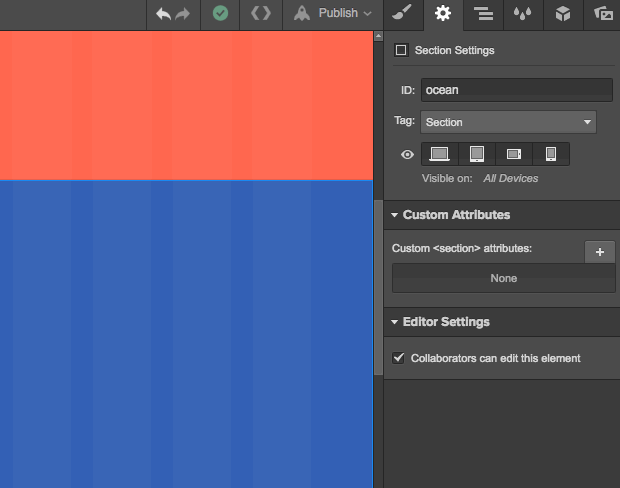 Publish
Section Settings
ID: ocean
Tag: Section
Visible on: All Devices
Custom Attributes
Custom <section> attributes:
+
None
Editor Settings
Collaborators can edit this element